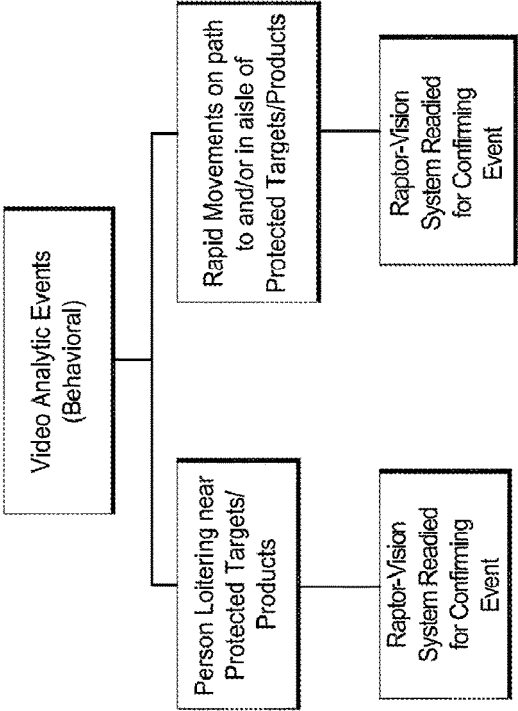 Video Analytic Events
(Behavioral)
Person Loitering near
Protected Targets/
Products
Rapid Movements on path
to and/or in aisle of
Protected Targets/Products
Raptor-Vision
System Readied
for Confirming
Event
Raptor-Vision
System Readied
for Confirming
Event